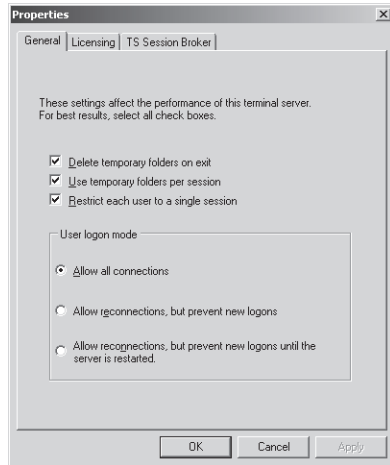 Properties
General Licensing TS Session Broker
These settings affect the performance of this terminal server.
For best results, select all check boxes.
Delete temporary folders on exit
Use temporary folders per session
Restrict each user to a single session
User logon mode
Allow all connections
Allow reconnections, but prevent new logons
Allow reconnections, but prevent new logons until the
server is restarted.
OK Cancel Apply